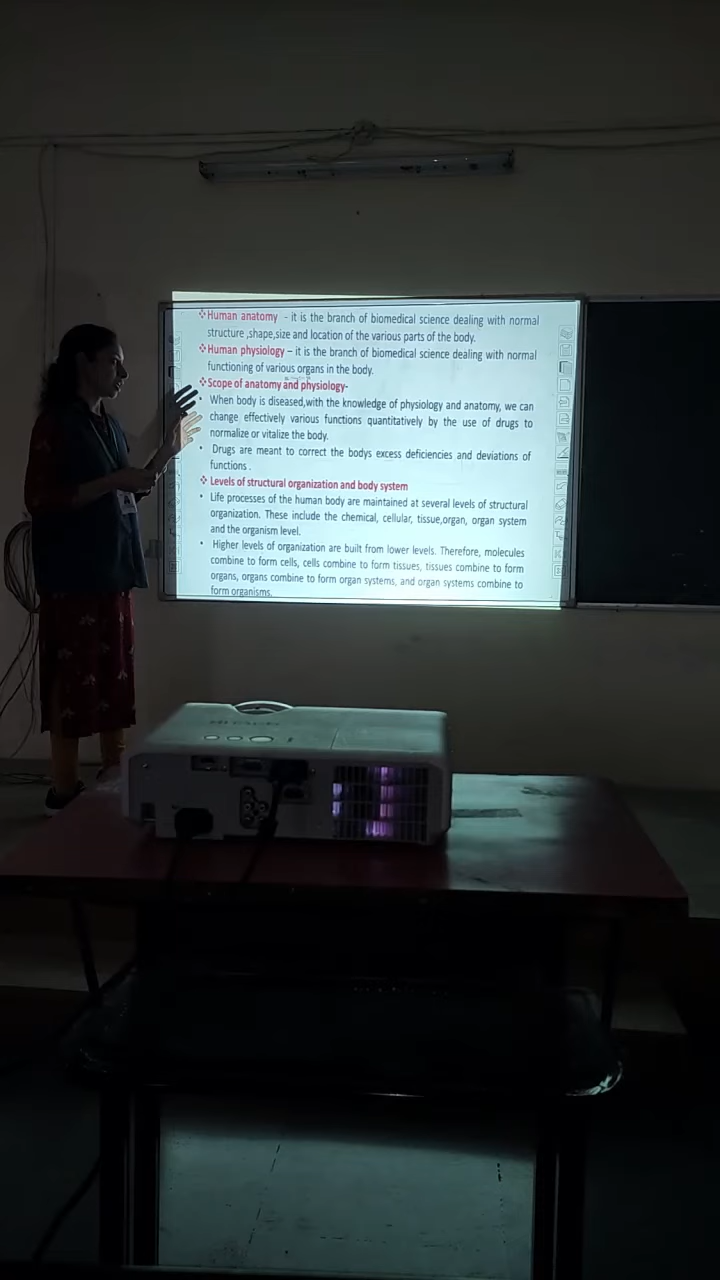 ❖Human anatomy - it is the branch of biomedical science dealing with normal
structure ,shape,size and location of the various parts of the body.
❖Human physiology – it is the branch of biomedical science dealing with normal
functioning of various organs in the body.
❖Scope of anatomy and physiology-
• When body is diseased,with the knowledge of physiology and anatomy, we can
change effectively various functions quantitatively by the use of drugs to
normalize or vitalize the body.
• Drugs are meant to correct the bodys excess deficiencies and deviations of
functions .
❖ Levels of structural organization and body system
• Life processes of the human body are maintained at several levels of structural
organization. These include the chemical, cellular, tissue,organ, organ system
and the organism level.
• Higher levels of organization are built from lower levels. Therefore, molecules
combine to form cells, cells combine to form tissues, tissues combine to form
organs, organs combine to form organ systems, and organ systems combine to
form organisms.